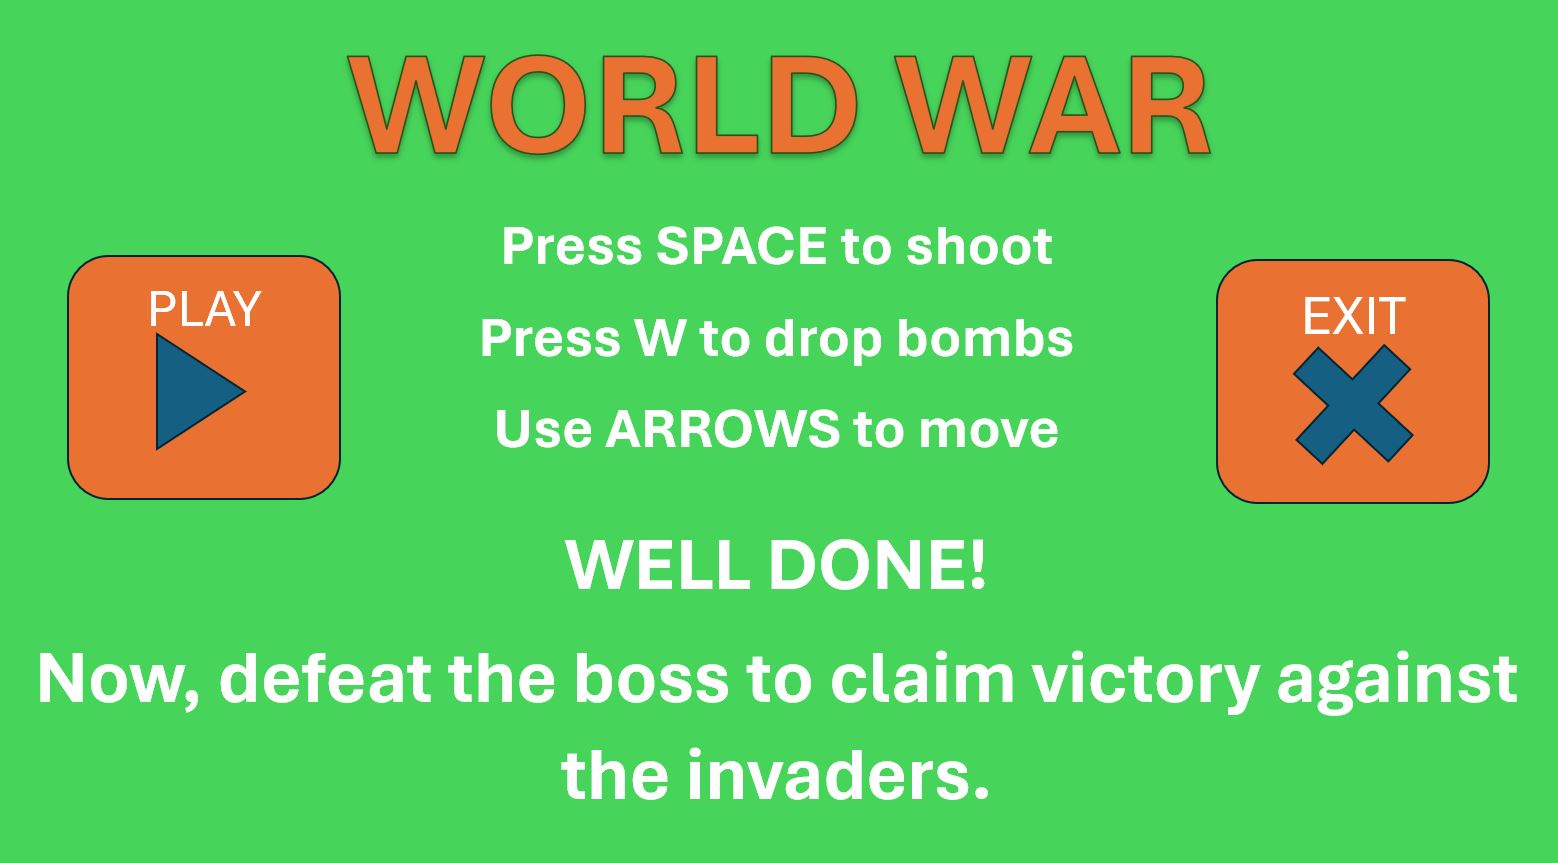 WORLD WAR
Press SPACE to shoot
PLAY
EXIT
Press W to drop bombs
Use ARROWS to move
WELL DONE!
Now, defeat the boss to claim victory against
the invaders.